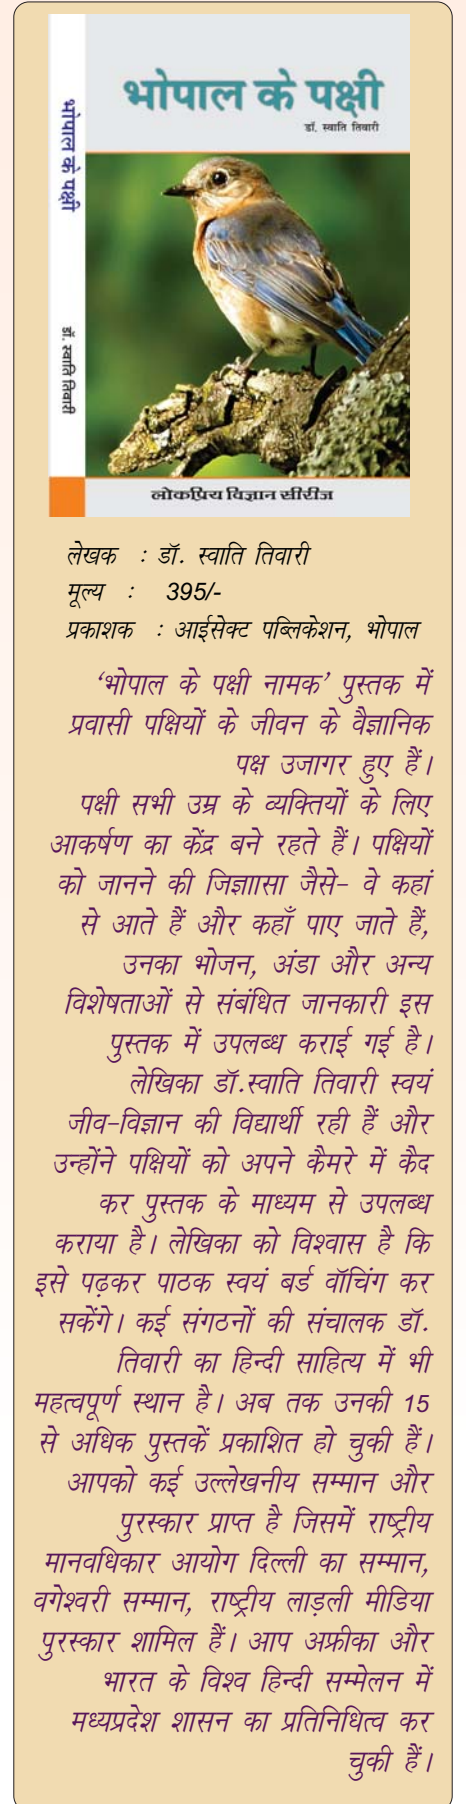 भोपाल के पक्षी
डॉ. स्वाति तिवारी
भोपाल के पक्षी
डॉ. स्वाति तिवारी
लोकप्रिय विज्ञान सीरीज
लेखक : डॉ. स्वाति तिवारी
मूल्य : 395/-
प्रकाशक : आईसेक्ट पब्लिकेशन, भोपाल
‘भोपाल के पक्षी नामक’ पुस्तक में
प्रवासी पक्षियों के जीवन के वैज्ञानिक
पक्ष उजागर हुए हैं।
पक्षी सभी उम्र के व्यक्तियों के लिए
आकर्षण का केंद्र बने रहते हैं। पक्षियों
को जानने की जिज्ञाासा जैसे- वे कहां
से आते हैं और कहाँ पाए जाते हैं,
उनका भोजन, अंडा और अन्य
विशेषताओं से संबंधित जानकारी इस
पुस्तक में उपलब्ध कराई गई है।
लेखिका डॉ.स्वाति तिवारी स्वयं
जीव-विज्ञान की विद्यार्थी रही हैं और
उन्होंने पक्षियों को अपने कैमरे में कैद
कर पुस्तक के माध्यम से उपलब्ध
कराया है। लेखिका को विश्वास है कि
इसे पढ़कर पाठक स्वयं बर्ड वॉचिंग कर
सकेंगे। कई संगठनों की संचालक डॉ.
तिवारी का हिन्दी साहित्य में भी
महत्वपूर्ण स्थान है। अब तक उनकी 15
से अधिक पुस्तकें प्रकाशित हो चुकी हैं।
आपको कई उल्लेखनीय सम्मान और
पुरस्कार प्राप्त है जिसमें राष्ट्रीय
मानवधिकार आयोग दिल्ली का सम्मान,
वगेश्वरी सम्मान, राष्ट्रीय लाड़ली मीडिया
पुरस्कार शामिल हैं। आप अफ्रीका और
भारत के विश्व हिन्दी सम्मेलन में
मध्यप्रदेश शासन का प्रतिनिधित्व कर
चुकी हैं।